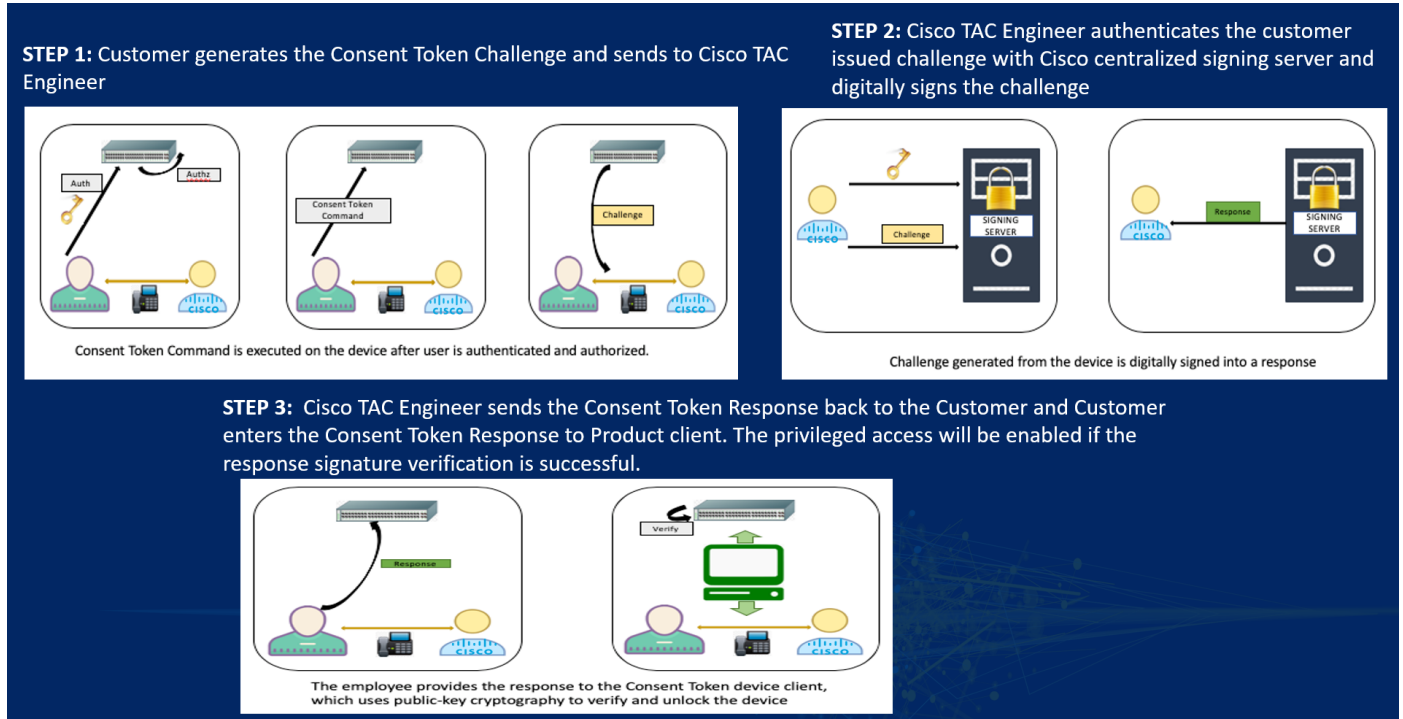 STEP 1: Customer generates the Consent Token Challenge and sends to Cisco TAC
Engineer
Auth
Authz
CISCO
Consent Token
Command
CISCO
Challenge
CISCO
Consent Token Command is executed on the device after user is authenticated and authorized.
STEP 2: Cisco TAC Engineer authenticates the customer
issued challenge with Cisco centralized signing server and
digitally signs the challenge
CISCO
Challenge
SIGNING
SERVER
CISCO
Response
SIGNING
SERVER
Challenge generated from the device is digitally signed into a response
STEP 3: Cisco TAC Engineer sends the Consent Token Response back to the Customer and Customer
enters the Consent Token Response to Product client. The privileged access will be enabled if the
response signature verification is successful.
Response
CISCO
Verify
CISCO
The employee provides the response to the Consent Token device client,
which uses public-key cryptography to verify and unlock the device